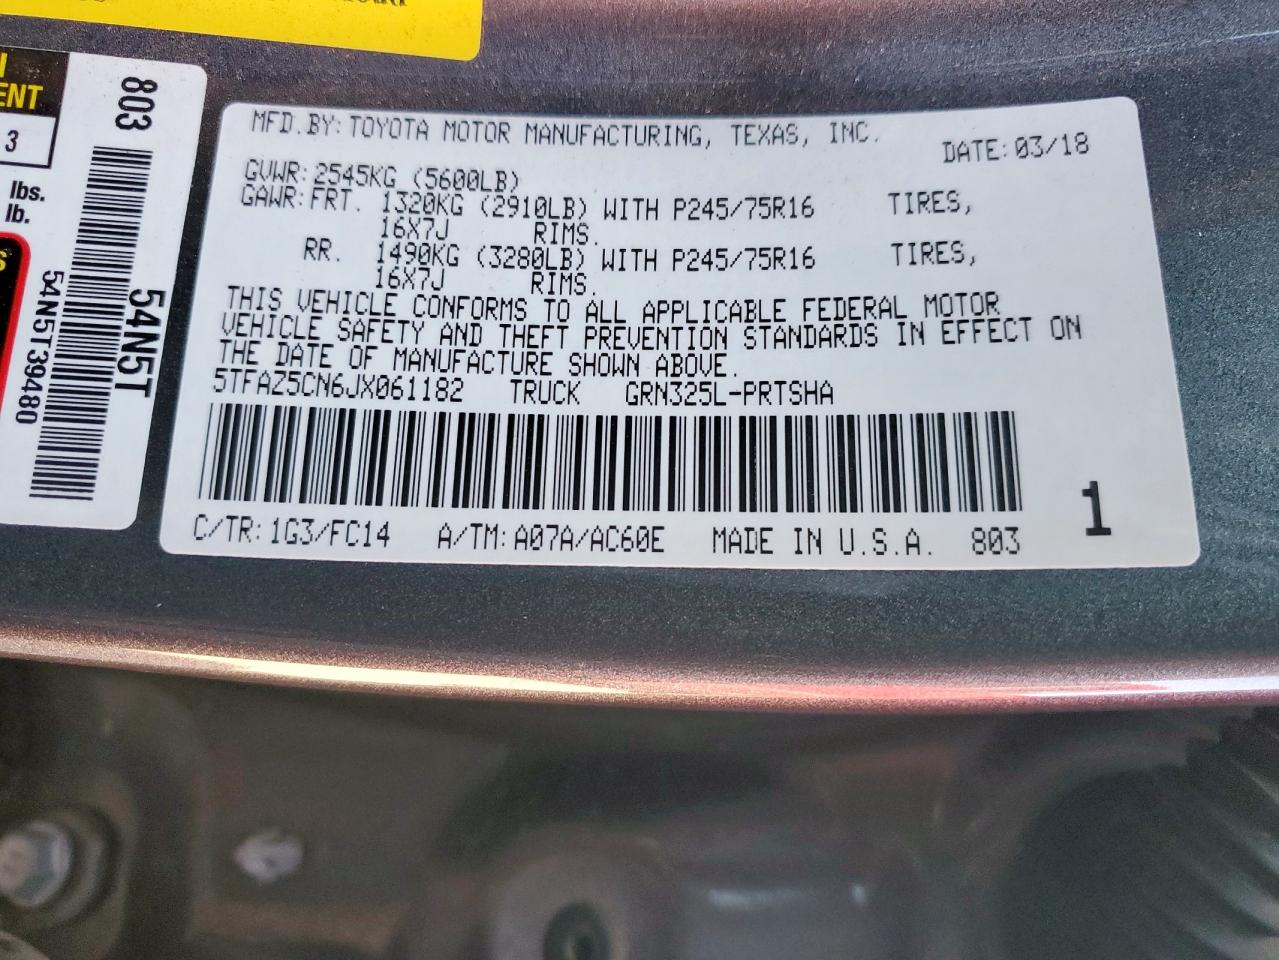 ENT
3
lbs.
lb.
803
54N5T
54N5T39480
MFD.BY:TOYOTA MOTOR MANUFACTURING, TEXAS, INC.
DATE:03/18
GVWR:2545KG (5600LB)
GAWR:FRT. 1320KG (2910LB) WITH P245/75R16 TIRES,
16X7J RIMS.
RR. 1490KG (3280LB) WITH P245/75R16 TIRES,
16X7J RIMS.
THIS VEHICLE CONFORMS TO ALL APPLICABLE FEDERAL MOTOR
VEHICLE SAFETY AND THEFT PREVENTION STANDARDS IN EFFECT ON
THE DATE OF MANUFACTURE SHOWN ABOVE.
5TFAZ5CN6JX061182 TRUCK GRN325L-PRTSHA
C/TR:1G3/FC14 A/TM:A07A/AC60E MADE IN U.S.A. 803
1